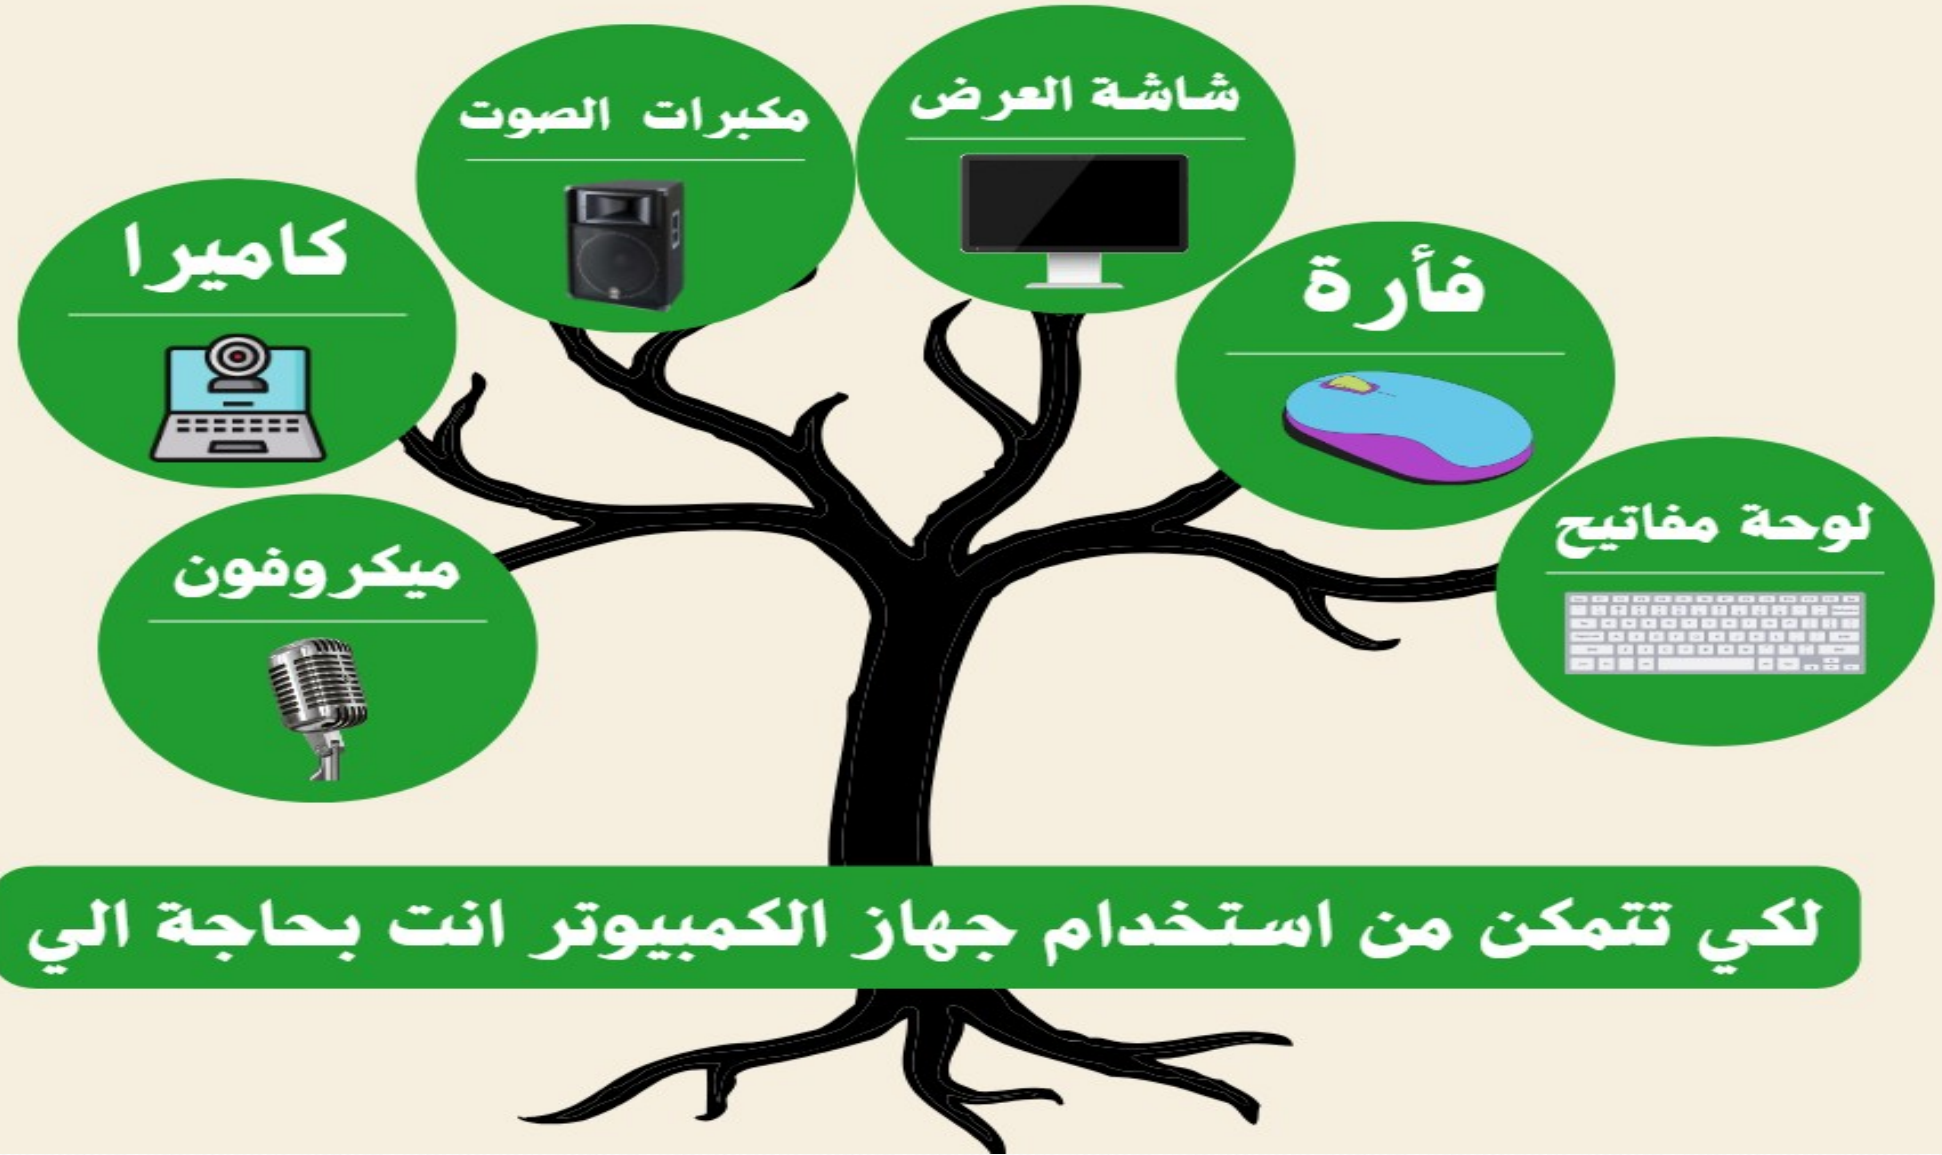 شاشة العرض
مكبرات الصوت
كاميرا
فأرة
لوحة مفاتيح
ميكروفون
لكي تتمكن من استخدام جهاز الكمبيوتر انت بحاجة الي